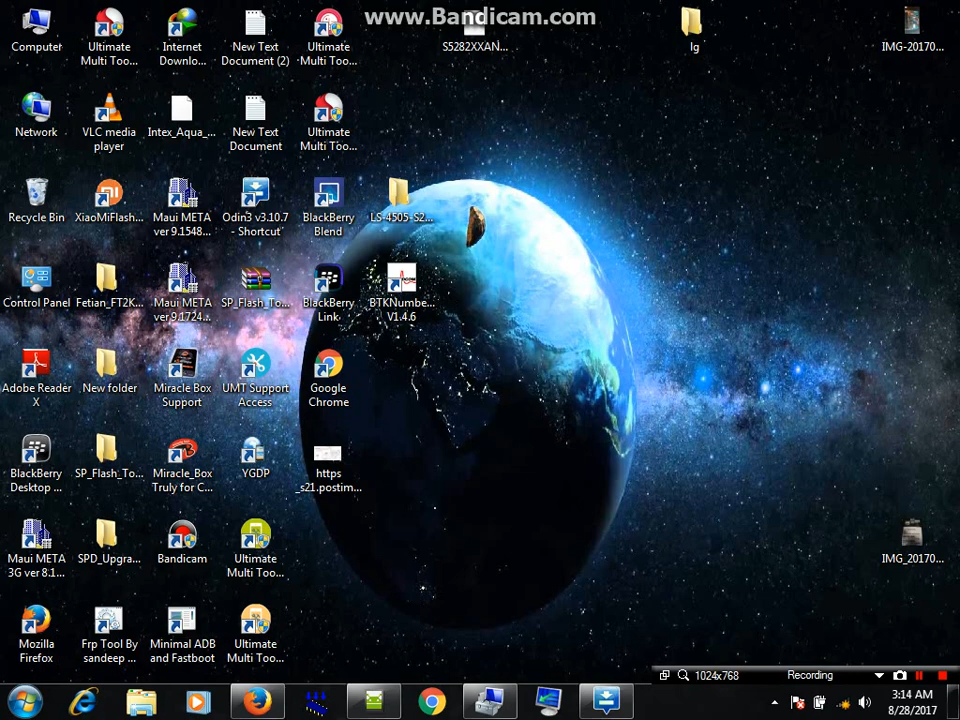 www.Bandicam.com
Computer
Ultimate
Multi Too...
Internet
Downlo...
New Text
Document (2)
Ultimate
Multi Too...
S5282XXAN...
lg
IMG-20170...
Network
VLC media
player
Intex_Aqua_...
New Text
Document
Ultimate
Multi Too...
Recycle Bin
XiaoMiFlash...
Maui META
ver 9.1548...
Odin3 v3.10.7
- Shortcut
BlackBerry
Blend
LS-4505-S2...
Control Panel
Fetian_FT2K...
Maui META
ver 9.1724...
SP_Flash_To...
BlackBerry
Link
BTKNumbe...
V1.4.6
Adobe Reader
X
New folder
Miracle Box
Support
UMT Support
Access
Google
Chrome
BlackBerry
Desktop ...
SP_Flash_To...
Miracle_Box
Truly for C...
YGDP
https
_s21.postim...
Maui META
3G ver 8.1...
SPD_Upgra...
Bandicam
Ultimate
Multi Too...
IMG_20170...
Mozilla
Firefox
Frp Tool By
sandeep ...
Minimal ADB
and Fastboot
Ultimate
Multi Too...
1024x768
Recording
3:14 AM
8/28/2017